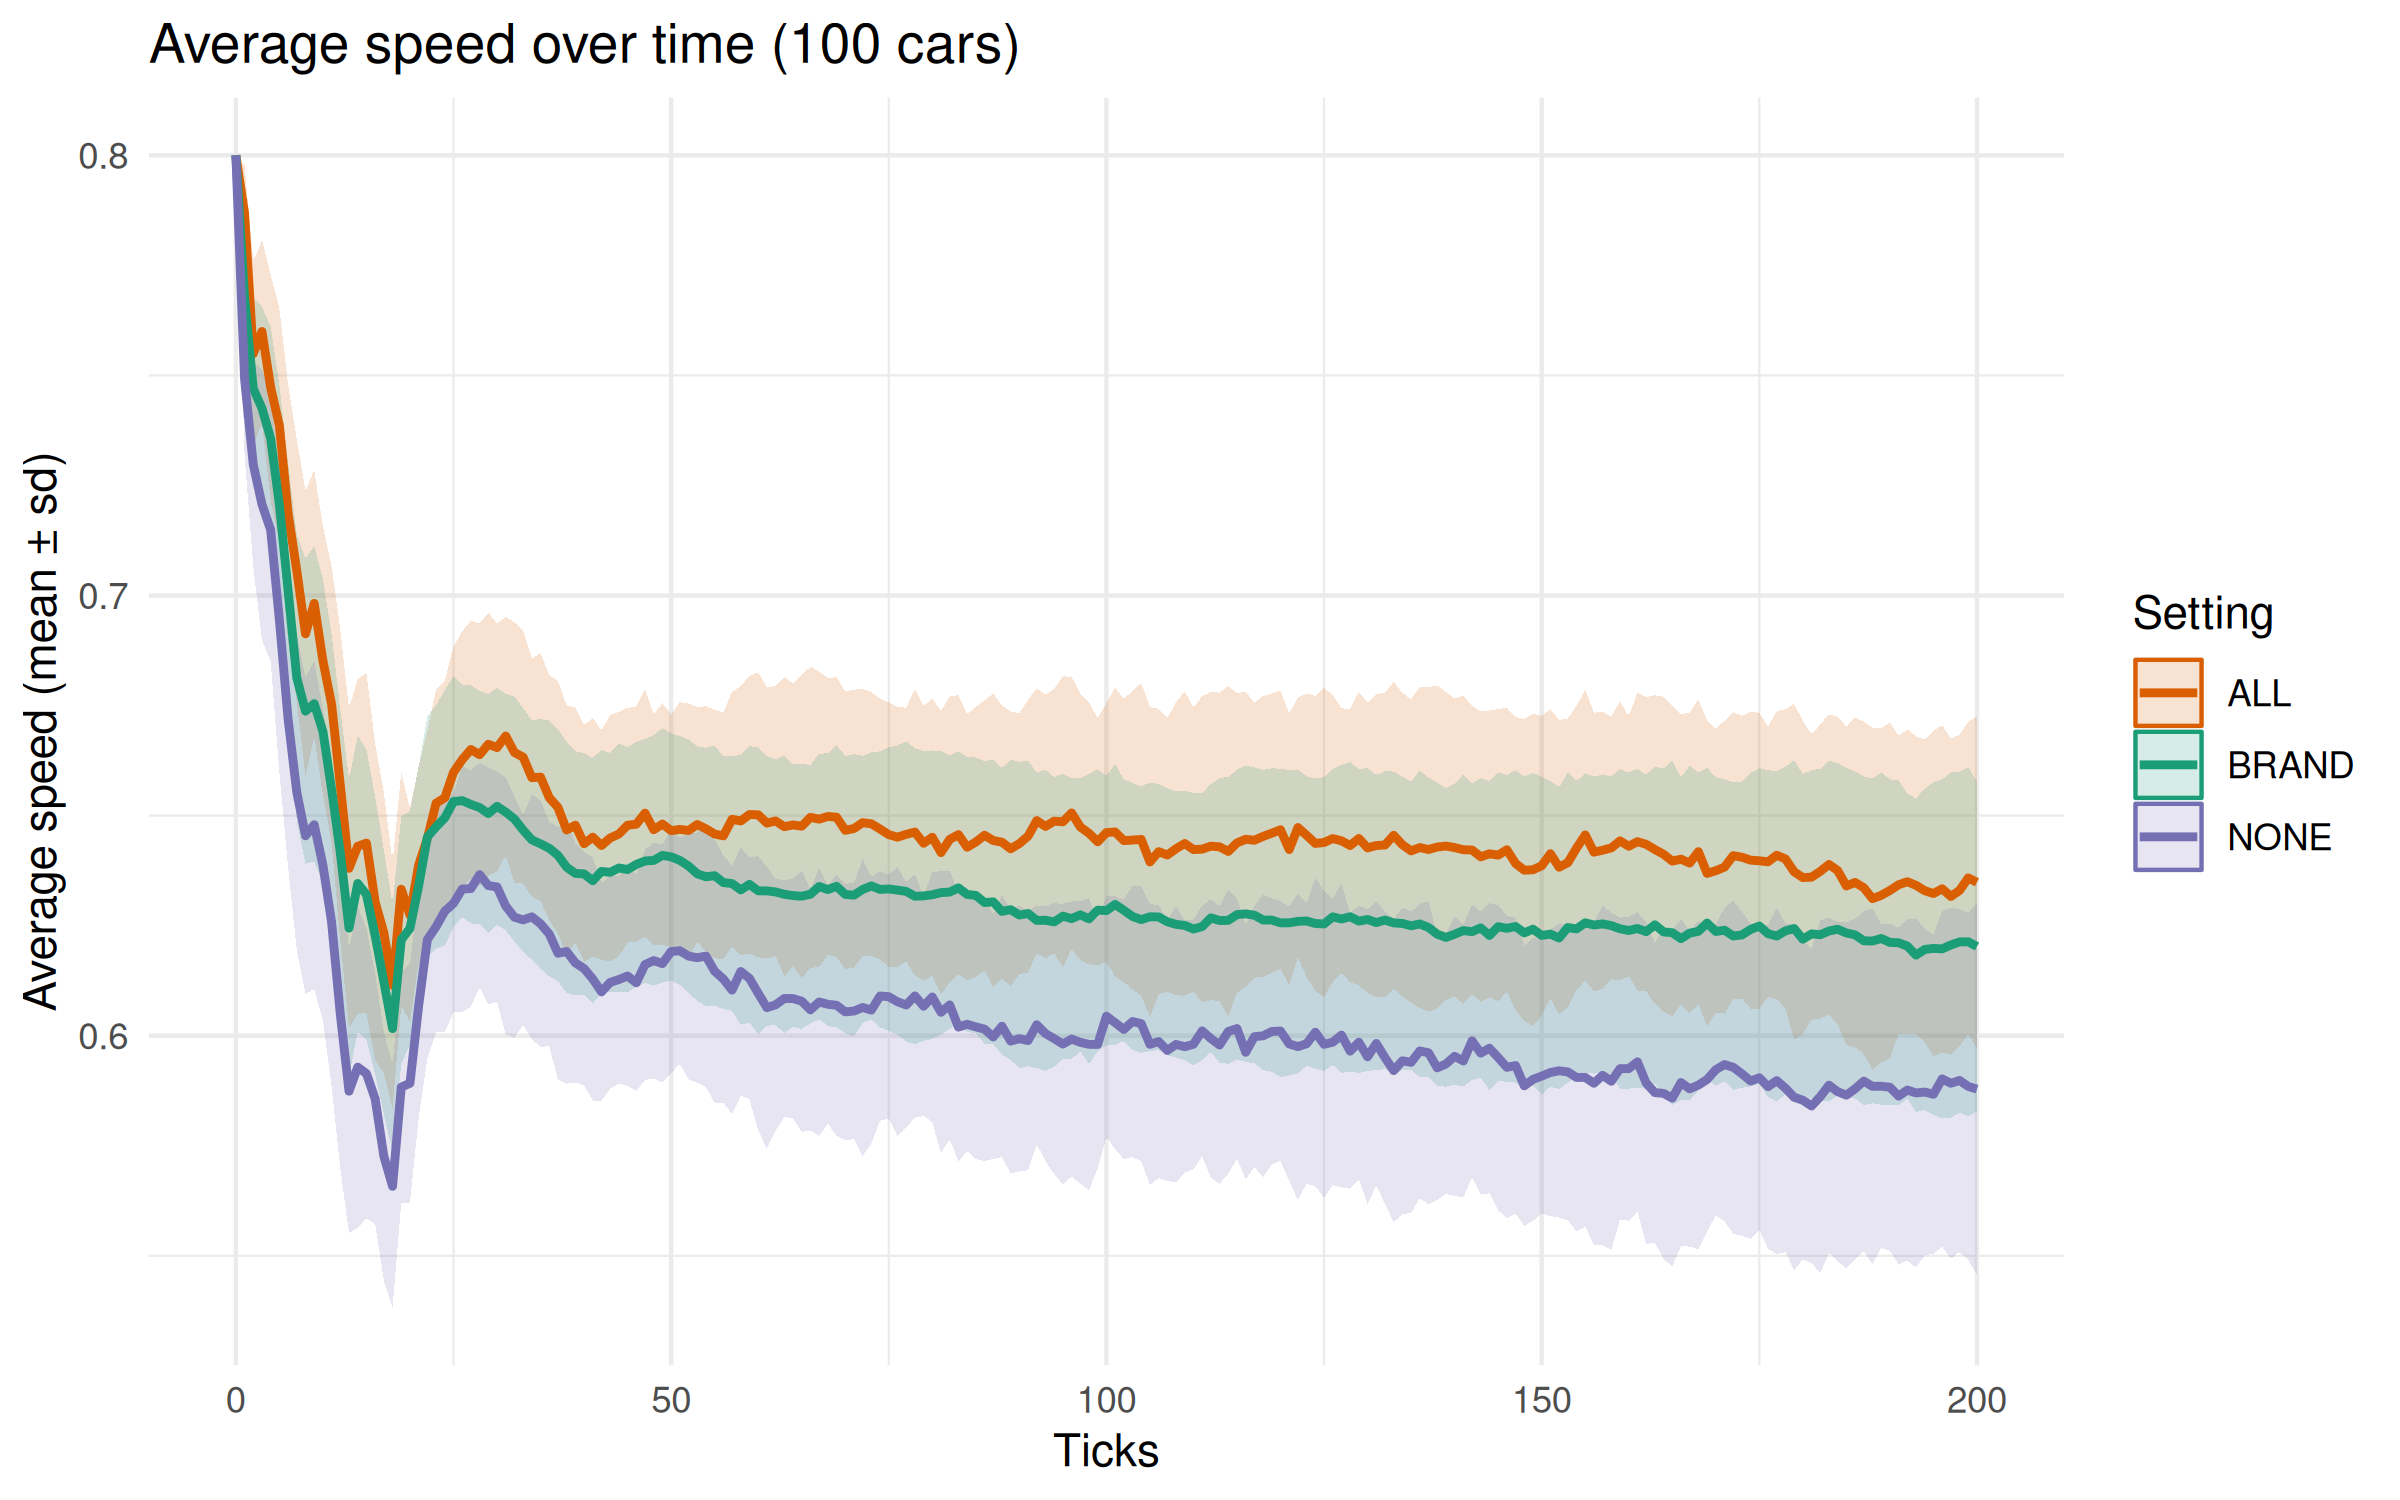 Average speed over time (100 cars)
Average speed (mean ± sd)
0.8
0.7
0.6
0
50
100
150
200
Ticks
Setting
ALL
BRAND
NONE